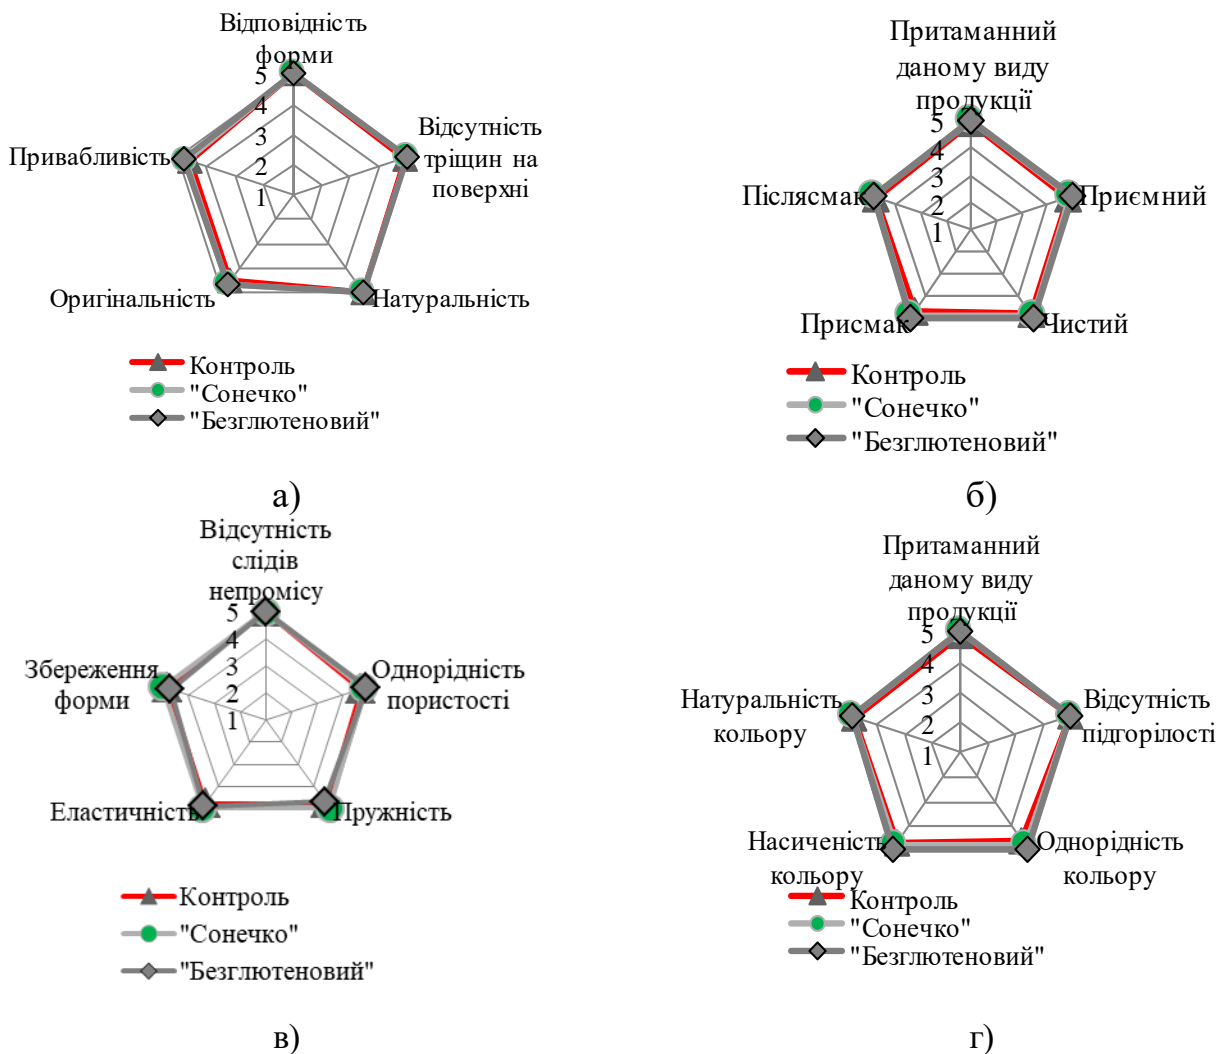 Відповідність
форми
5
4
3
2
1
Відсутність
тріщин на
поверхні
Привабливість
Оригінальність
Натуральність
Контроль
"Сонечко"
"Безглютеновий"
а)
Притаманний
даному виду
продукції
5
4
3
2
1
Післясмак
Приємний
Присмак
Чистий
Контроль
"Сонечко"
"Безглютеновий"
б)
Відсутність
слідів
непромісу
5
4
3
2
1
Збереження
форми
Однорідність
пористості
Еластичність
Пружність
Контроль
"Сонечко"
"Безглютеновий"
в)
Притаманний
даному виду
продукції
5
4
3
2
1
Натуральність
кольору
Відсутність
підгорілості
Насиченість
кольору
Однорідність
кольору
Контроль
"Сонечко"
"Безглютеновий"
г)